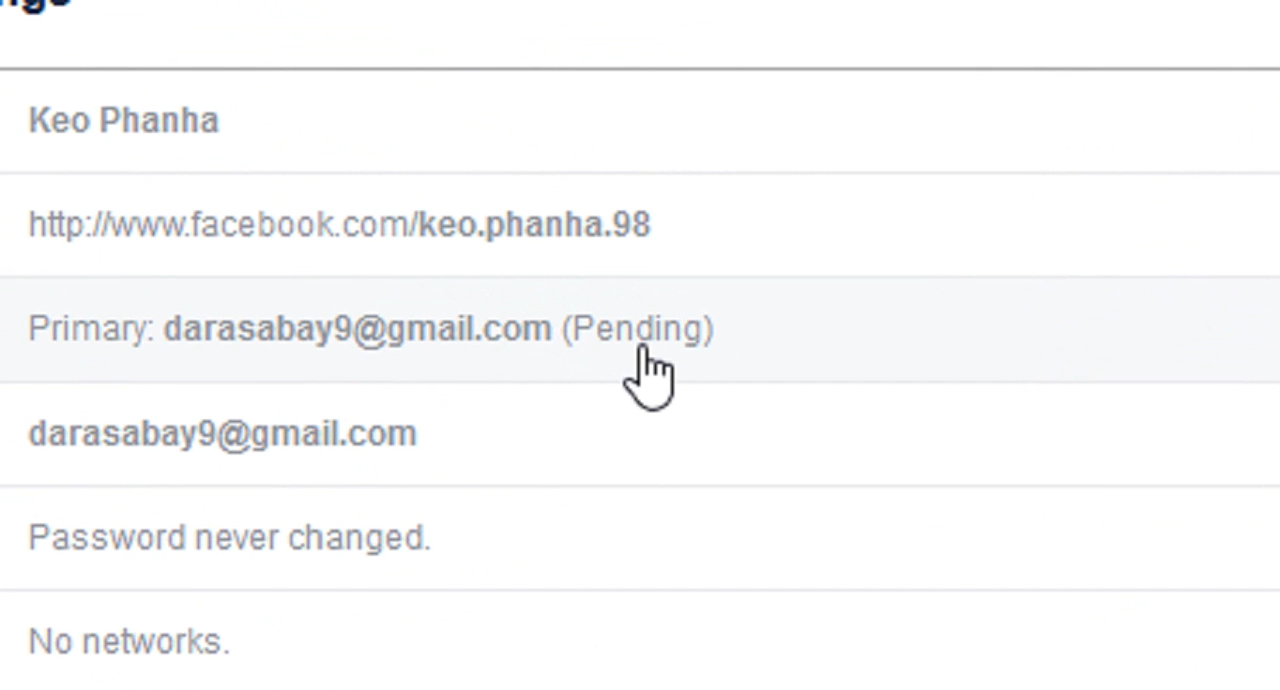 Keo Phanha
http://www.facebook.com/keo.phanha.98
Primary: darasabay9@gmail.com (Pending)
darasabay9@gmail.com
Password never changed.
No networks.